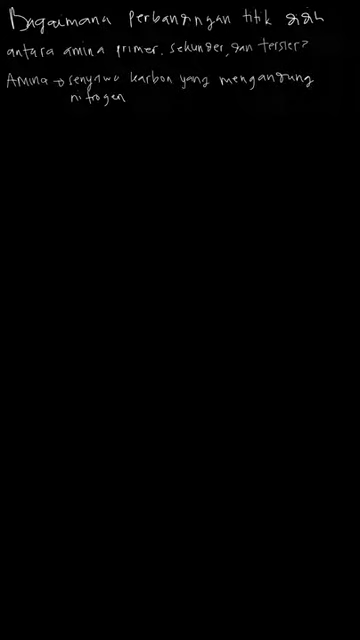 Bagaimana perbandingan titik didih
antara amina primer, sekunder, dan tersier?
Amina → senyawa karbon yang mengandung
nitrogen